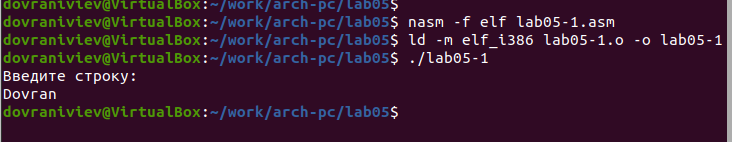 dovraniviev@VirtualBox:~/work/arch-pc/lab05$
dovraniviev@VirtualBox:~/work/arch-pc/lab05$ nasm -f elf lab05-1.asm
dovraniviev@VirtualBox:~/work/arch-pc/lab05$ ld -m elf_i386 lab05-1.o -o lab05-1
dovraniviev@VirtualBox:~/work/arch-pc/lab05$ ./lab05-1
Введите строку:
Dovran
dovraniviev@VirtualBox:~/work/arch-pc/lab05$